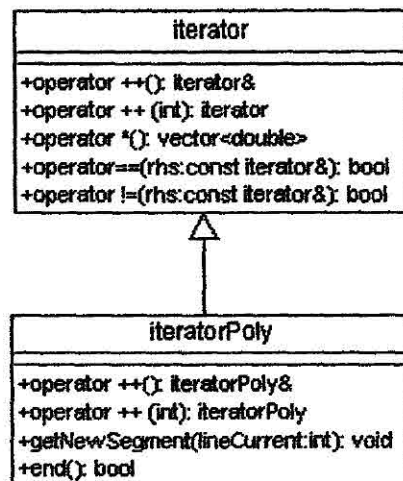 iterator
+operator ++(): iterator&
+operator ++ (int): iterator
+operator *(): vector<double>
+operator==(rhs:const iterator&): bool
+operator !=(rhs:const iterator&): bool
iteratorPoly
+operator ++(): iteratorPoly&
+operator ++ (int): iteratorPoly
+getNewSegment(lineCurrent:int): void
+end(): bool